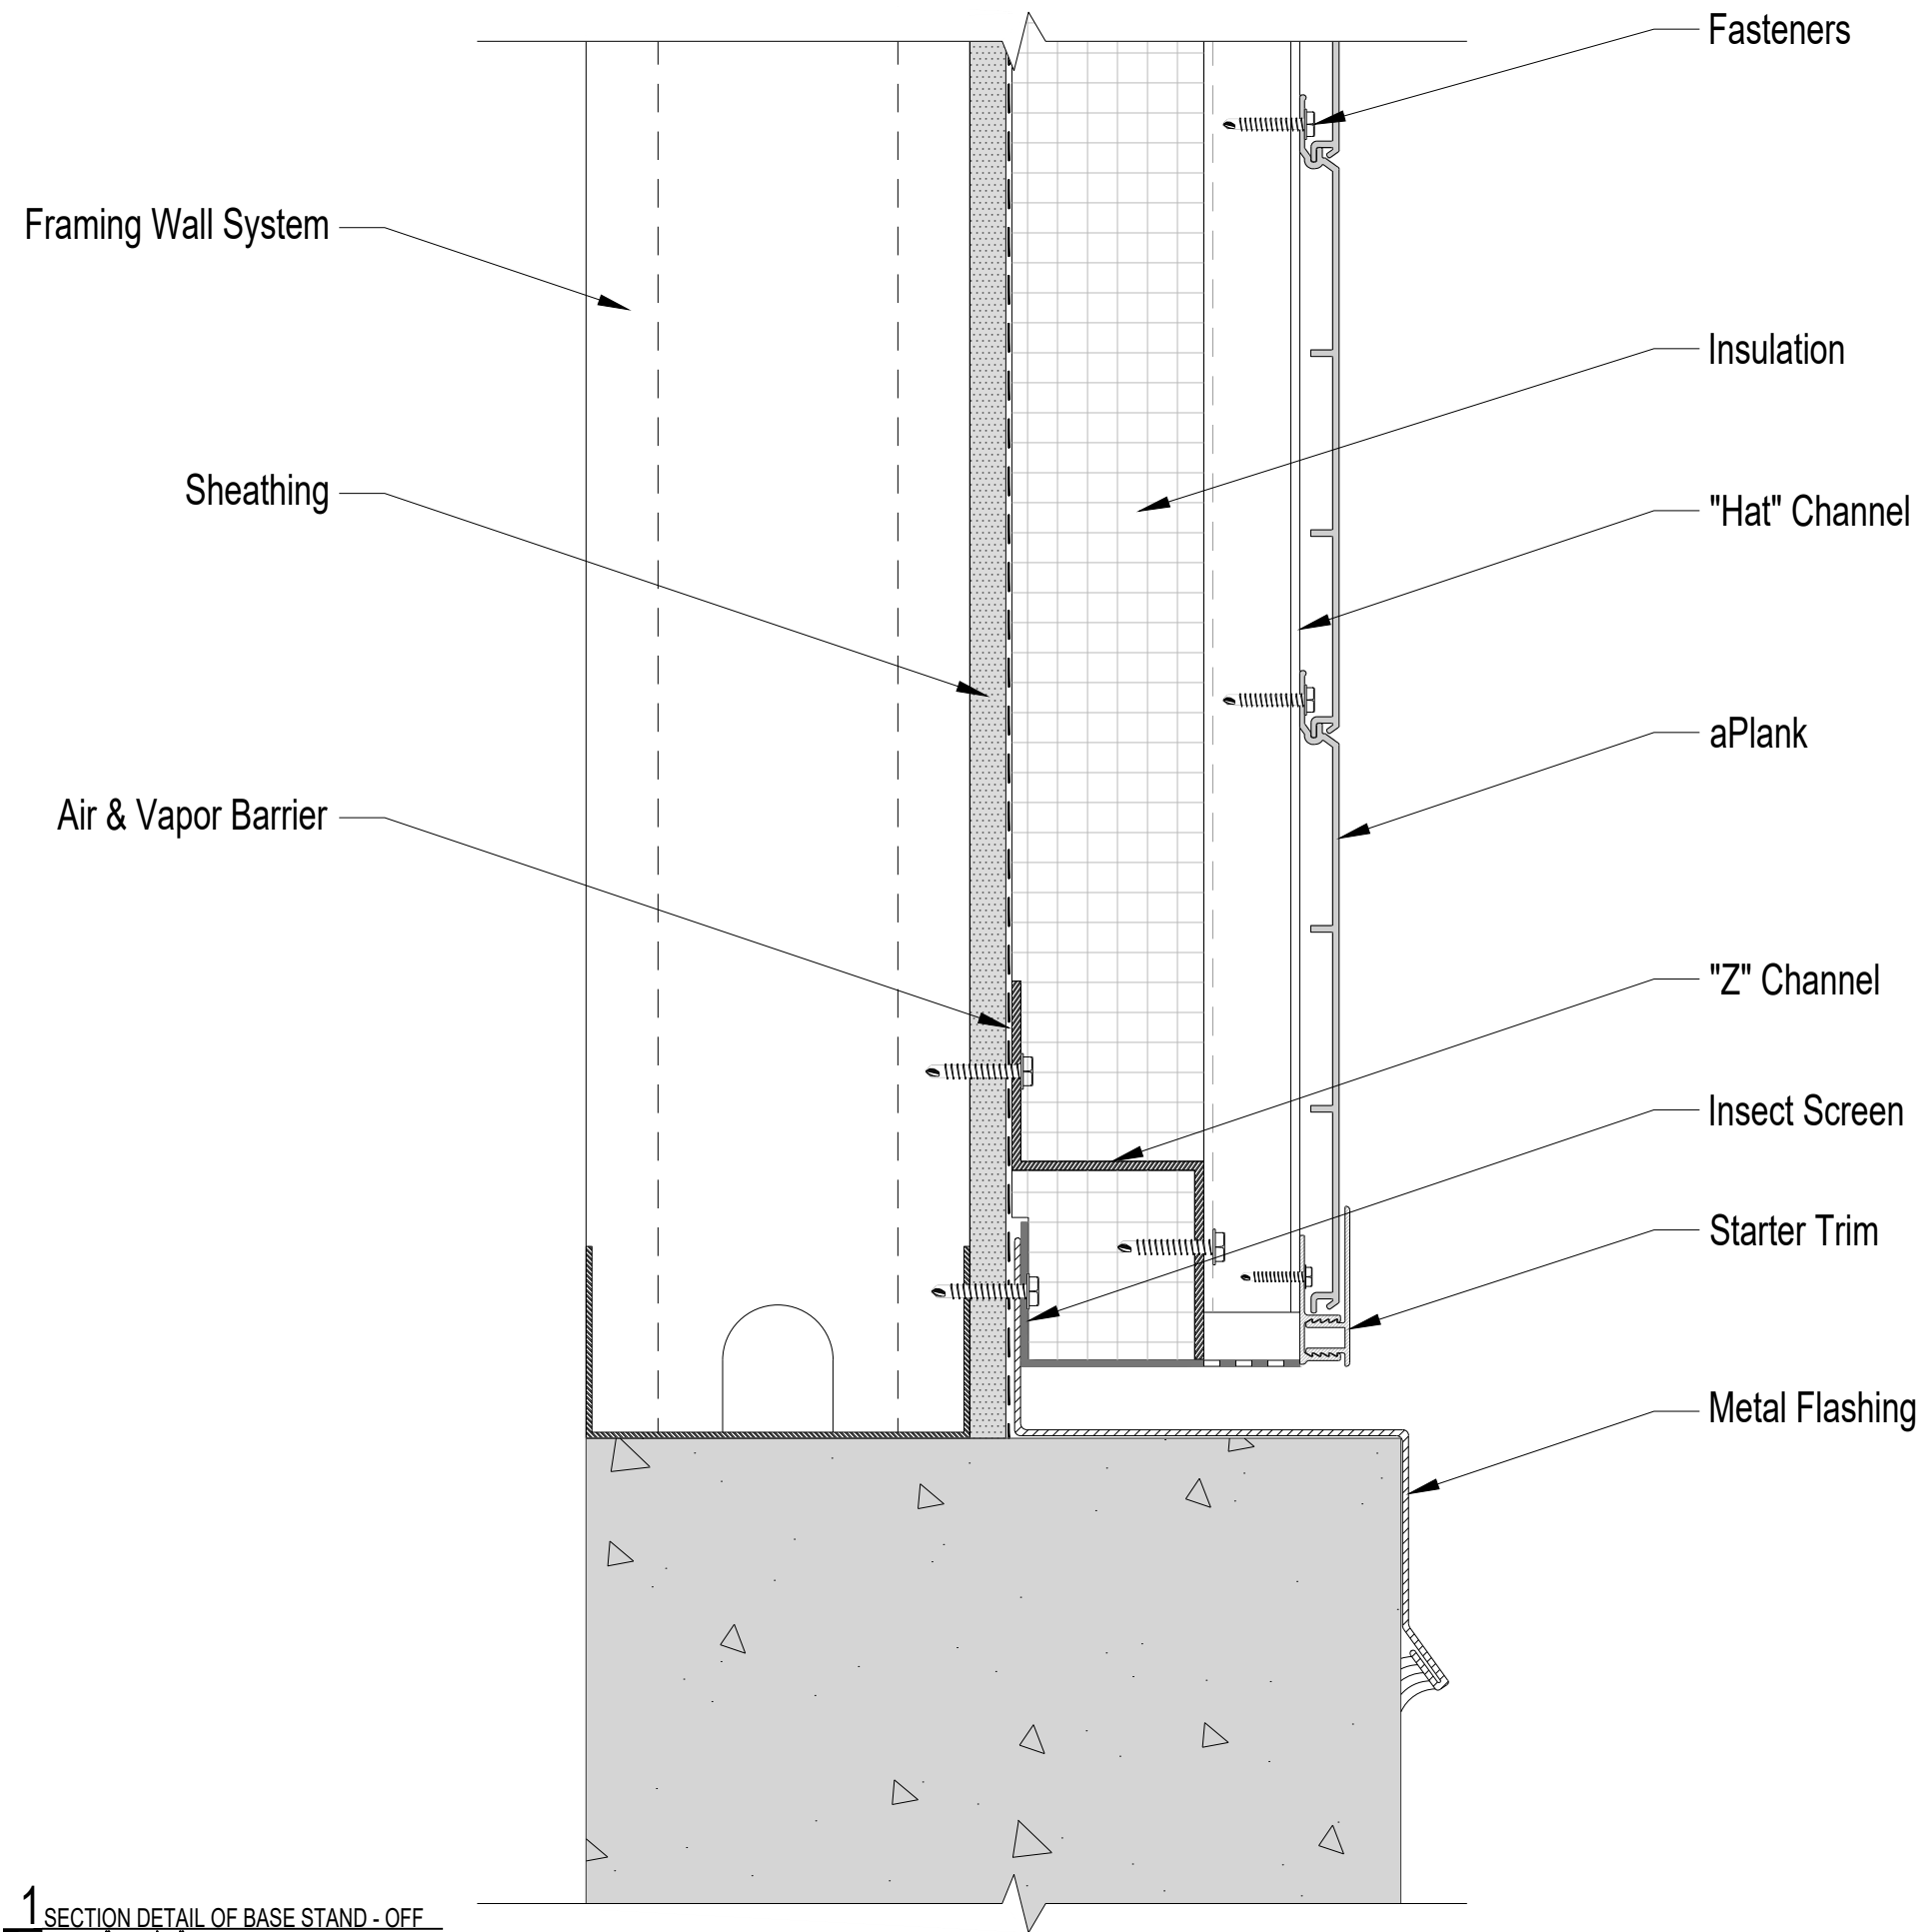 Fasteners
Framing Wall System
Insulation
Sheathing
"Hat" Channel
aPlank
Air & Vapor Barrier
"Z" Channel
Insect Screen
Starter Trim
Metal Flashing
1 SECTION DETAIL OF BASE STAND - OFF